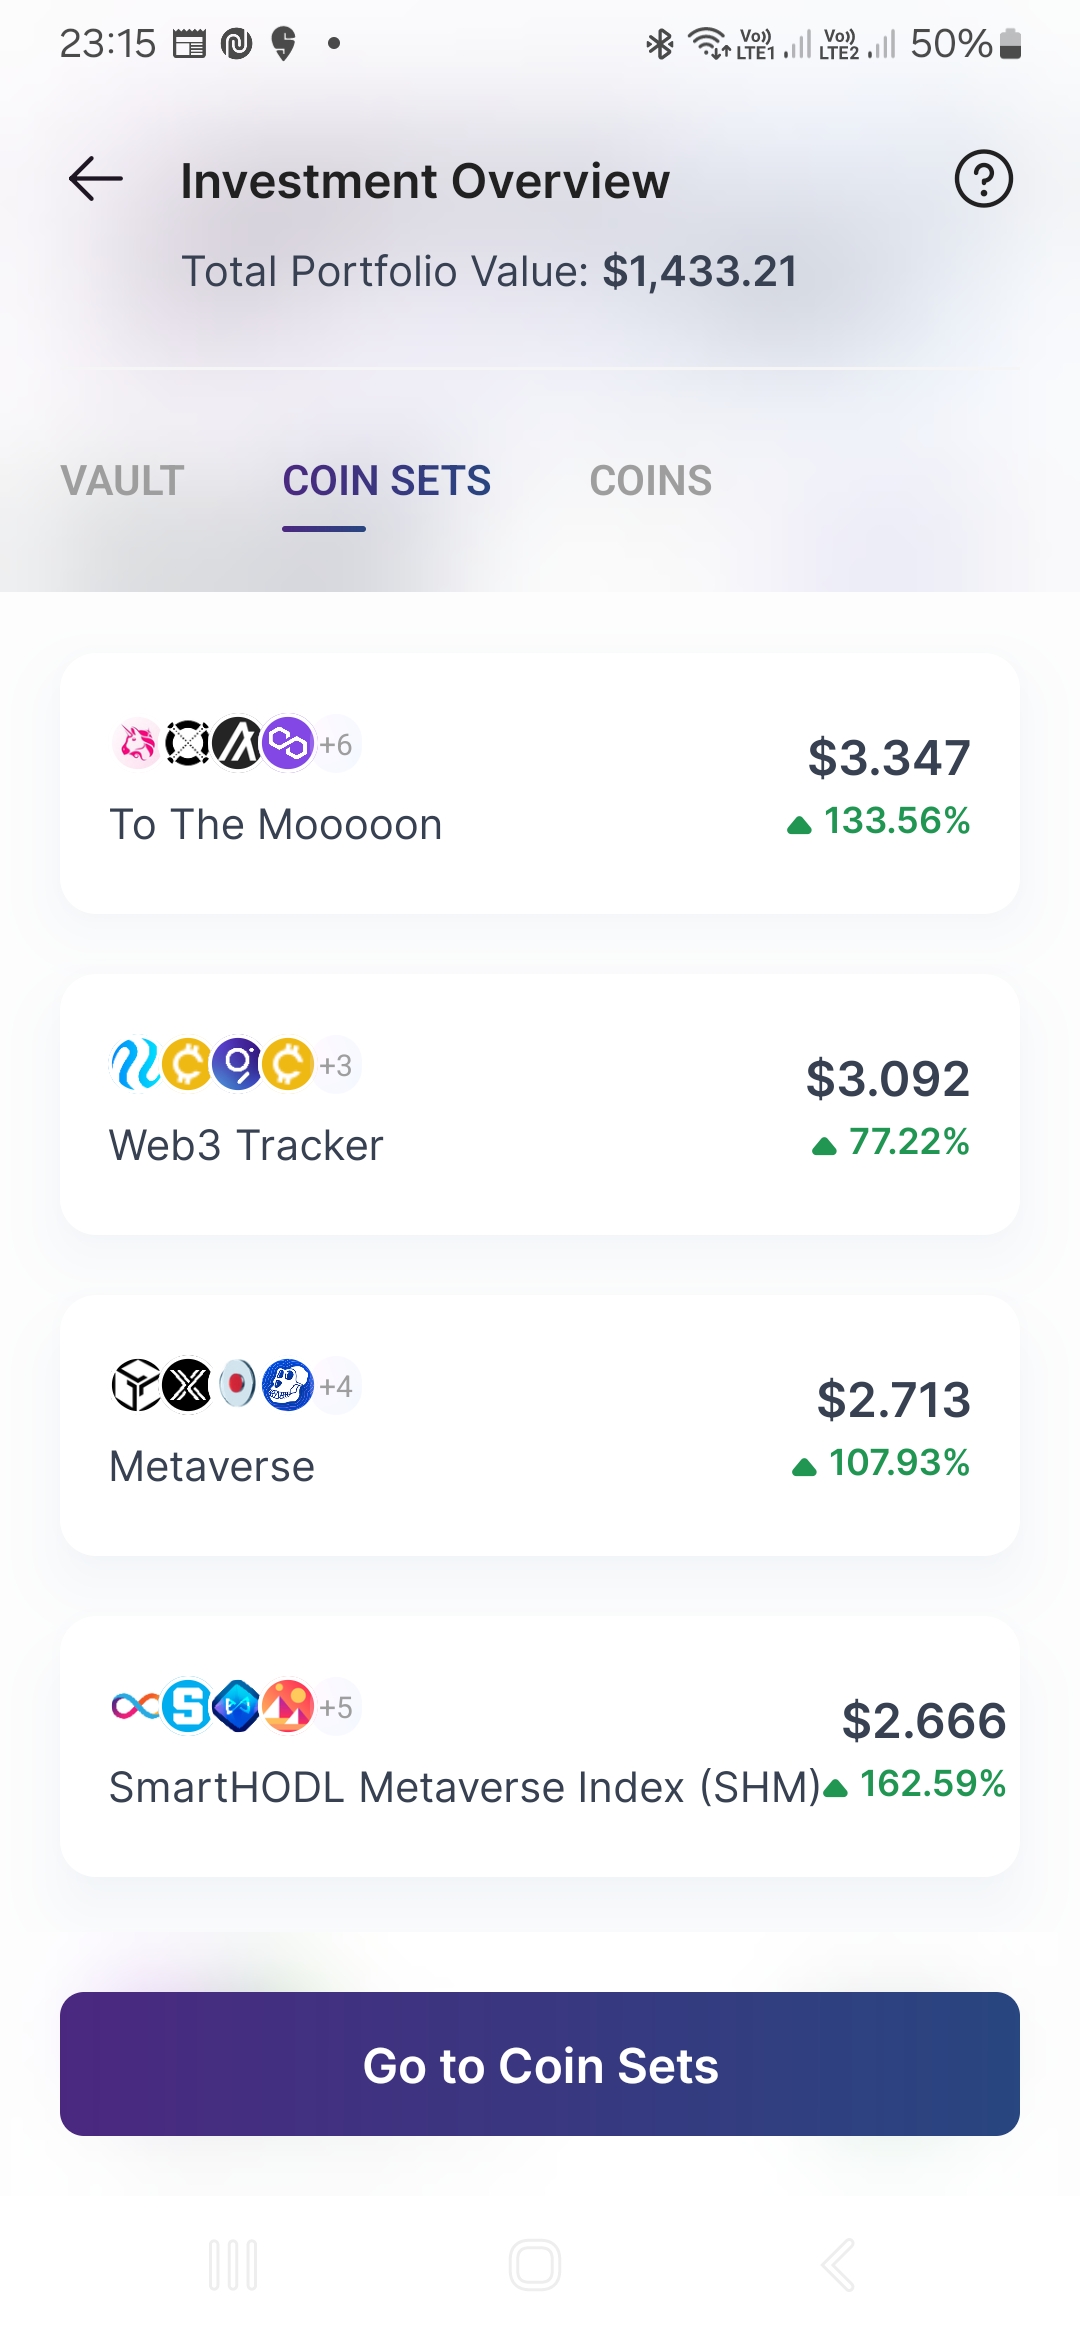 23:15
Vo)) LTE1 Vo)) LTE2 50%
Investment Overview
Total Portfolio Value: $1,433.21
VAULT COIN SETS COINS
+6
$3.347
To The Mooooon
133.56%
+3
$3.092
Web3 Tracker
77.22%
+4
$2.713
Metaverse
107.93%
+5
$2.666
SmartHODL Metaverse Index (SHM)
162.59%
Go to Coin Sets